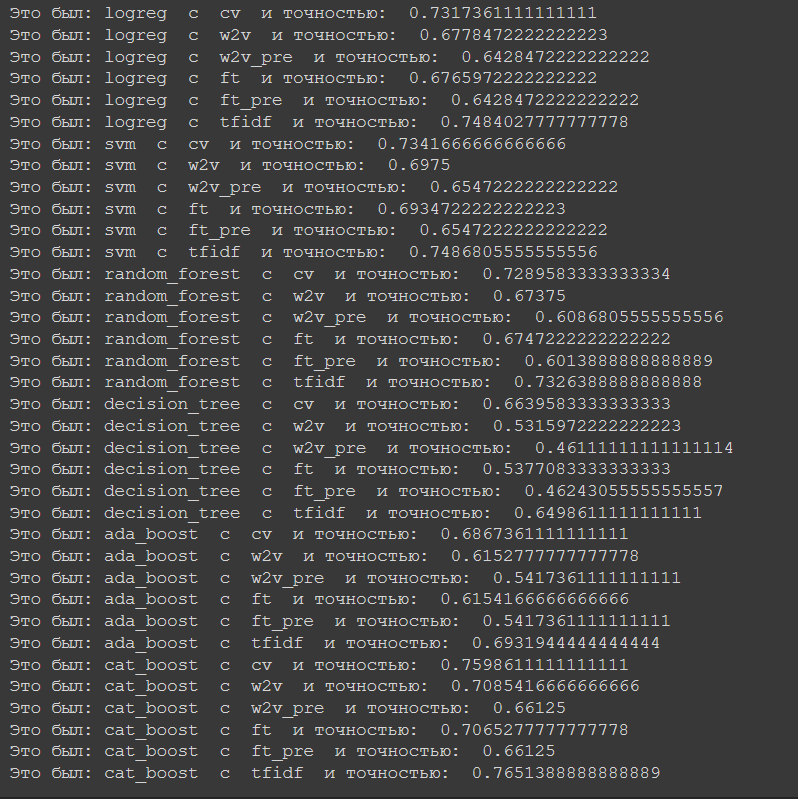 Это был: logreg с cv и точностью: 0.7317361111111111
Это был: logreg с w2v и точностью: 0.6778472222222223
Это был: logreg с w2v_pre и точностью: 0.6428472222222222
Это был: logreg с ft и точностью: 0.6765972222222222
Это был: logreg с ft_pre и точностью: 0.6428472222222222
Это был: logreg с tfidf и точностью: 0.7484027777777778
Это был: svm с cv и точностью: 0.7341666666666666
Это был: svm с w2v и точностью: 0.6975
Это был: svm с w2v_pre и точностью: 0.6547222222222222
Это был: svm с ft и точностью: 0.6934722222222223
Это был: svm с ft_pre и точностью: 0.6547222222222222
Это был: svm с tfidf и точностью: 0.7486805555555556
Это был: random_forest с cv и точностью: 0.7289583333333334
Это был: random_forest с w2v и точностью: 0.67375
Это был: random_forest с w2v_pre и точностью: 0.6086805555555556
Это был: random_forest с ft и точностью: 0.6747222222222222
Это был: random_forest с ft_pre и точностью: 0.6013888888888889
Это был: random_forest с tfidf и точностью: 0.7326388888888888
Это был: decision_tree с cv и точностью: 0.6639583333333333
Это был: decision_tree с w2v и точностью: 0.5315972222222223
Это был: decision_tree с w2v_pre и точностью: 0.46111111111111114
Это был: decision_tree с ft и точностью: 0.5377083333333333
Это был: decision_tree с ft_pre и точностью: 0.46243055555555557
Это был: decision_tree с tfidf и точностью: 0.6498611111111111
Это был: ada_boost с cv и точностью: 0.6867361111111111
Это был: ada_boost с w2v и точностью: 0.6152777777777778
Это был: ada_boost с w2v_pre и точностью: 0.5417361111111111
Это был: ada_boost с ft и точностью: 0.6154166666666666
Это был: ada_boost с ft_pre и точностью: 0.5417361111111111
Это был: ada_boost с tfidf и точностью: 0.6931944444444444
Это был: cat_boost с cv и точностью: 0.7598611111111111
Это был: cat_boost с w2v и точностью: 0.7085416666666666
Это был: cat_boost с w2v_pre и точностью: 0.66125
Это был: cat_boost с ft и точностью: 0.7065277777777778
Это был: cat_boost с ft_pre и точностью: 0.66125
Это был: cat_boost с tfidf и точностью: 0.7651388888888889